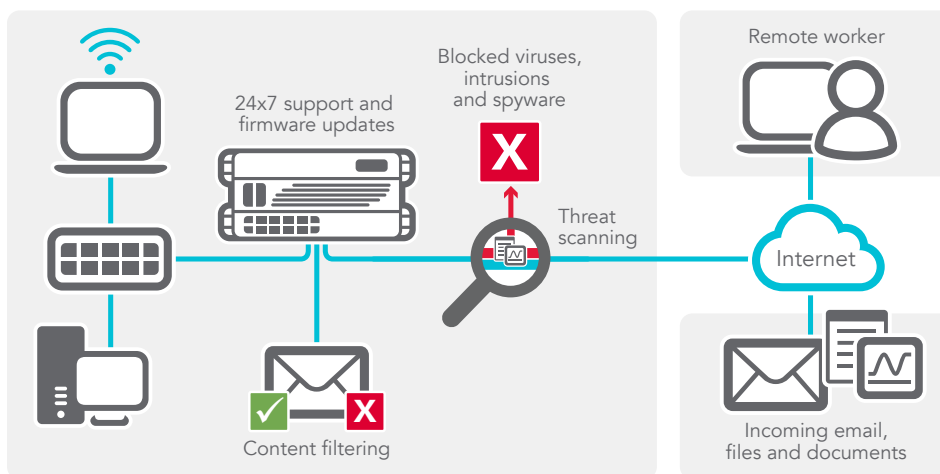 Blocked viruses,
intrusions
and spyware
24x7 support and
firmware updates
X
Threat
scanning
X
Content filtering
Remote worker
Internet
Incoming email,
files and documents